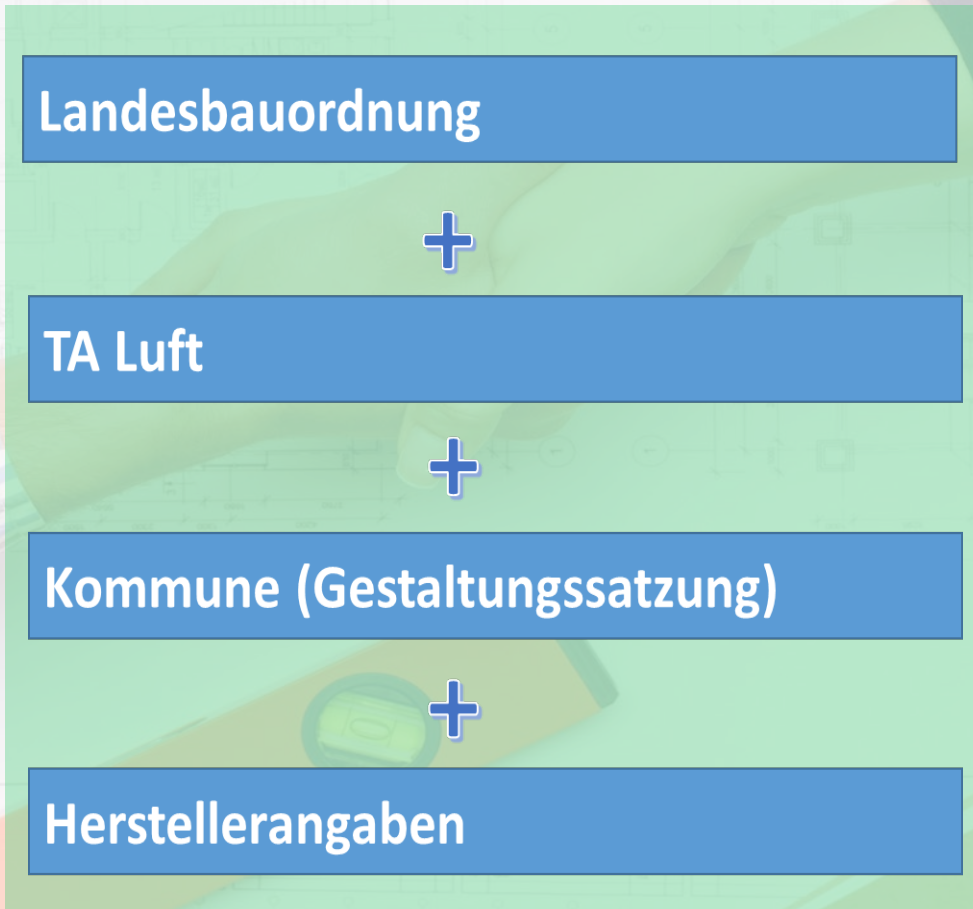 Landesbauordnung
+
TA Luft
+
Kommune (Gestaltungssatzung)
+
Herstellerangaben